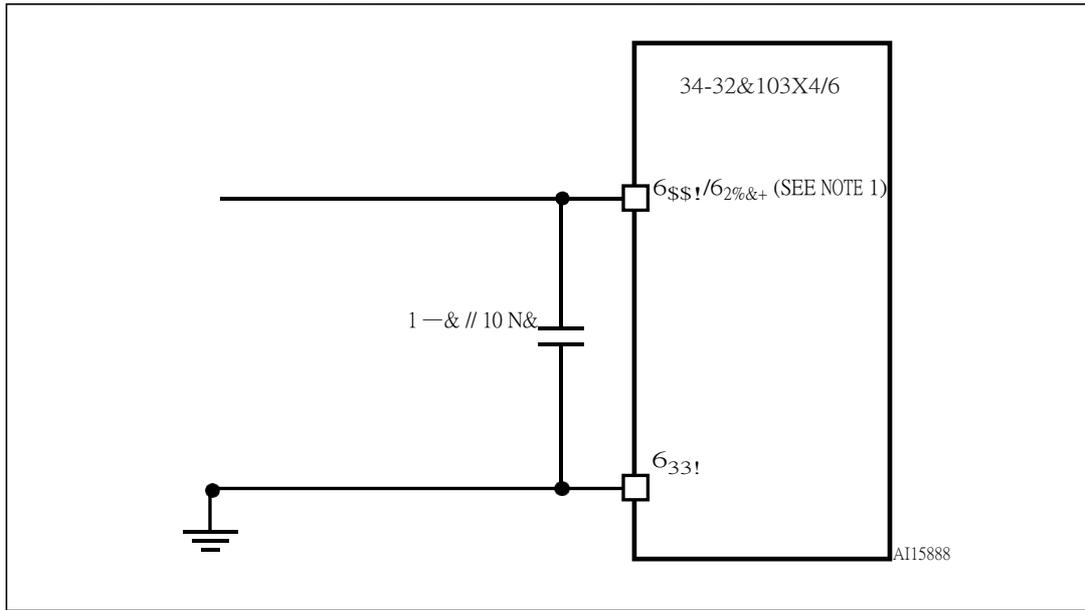 34-32&103X4/6
6$$!/62%&+ (SEE NOTE 1)
1 —& // 10 N&
633!
AI15888